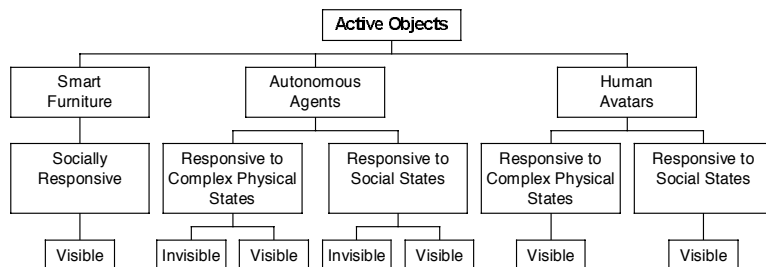 Active Objects
Smart
Furniture
Autonomous
Agents
Human
Avatars
Socially
Responsive
Responsive to
Complex Physical
States
Responsive to
Social States
Responsive to
Complex Physical
States
Responsive to
Social States
Visible
Invisible
Visible
Invisible
Visible
Visible
Visible